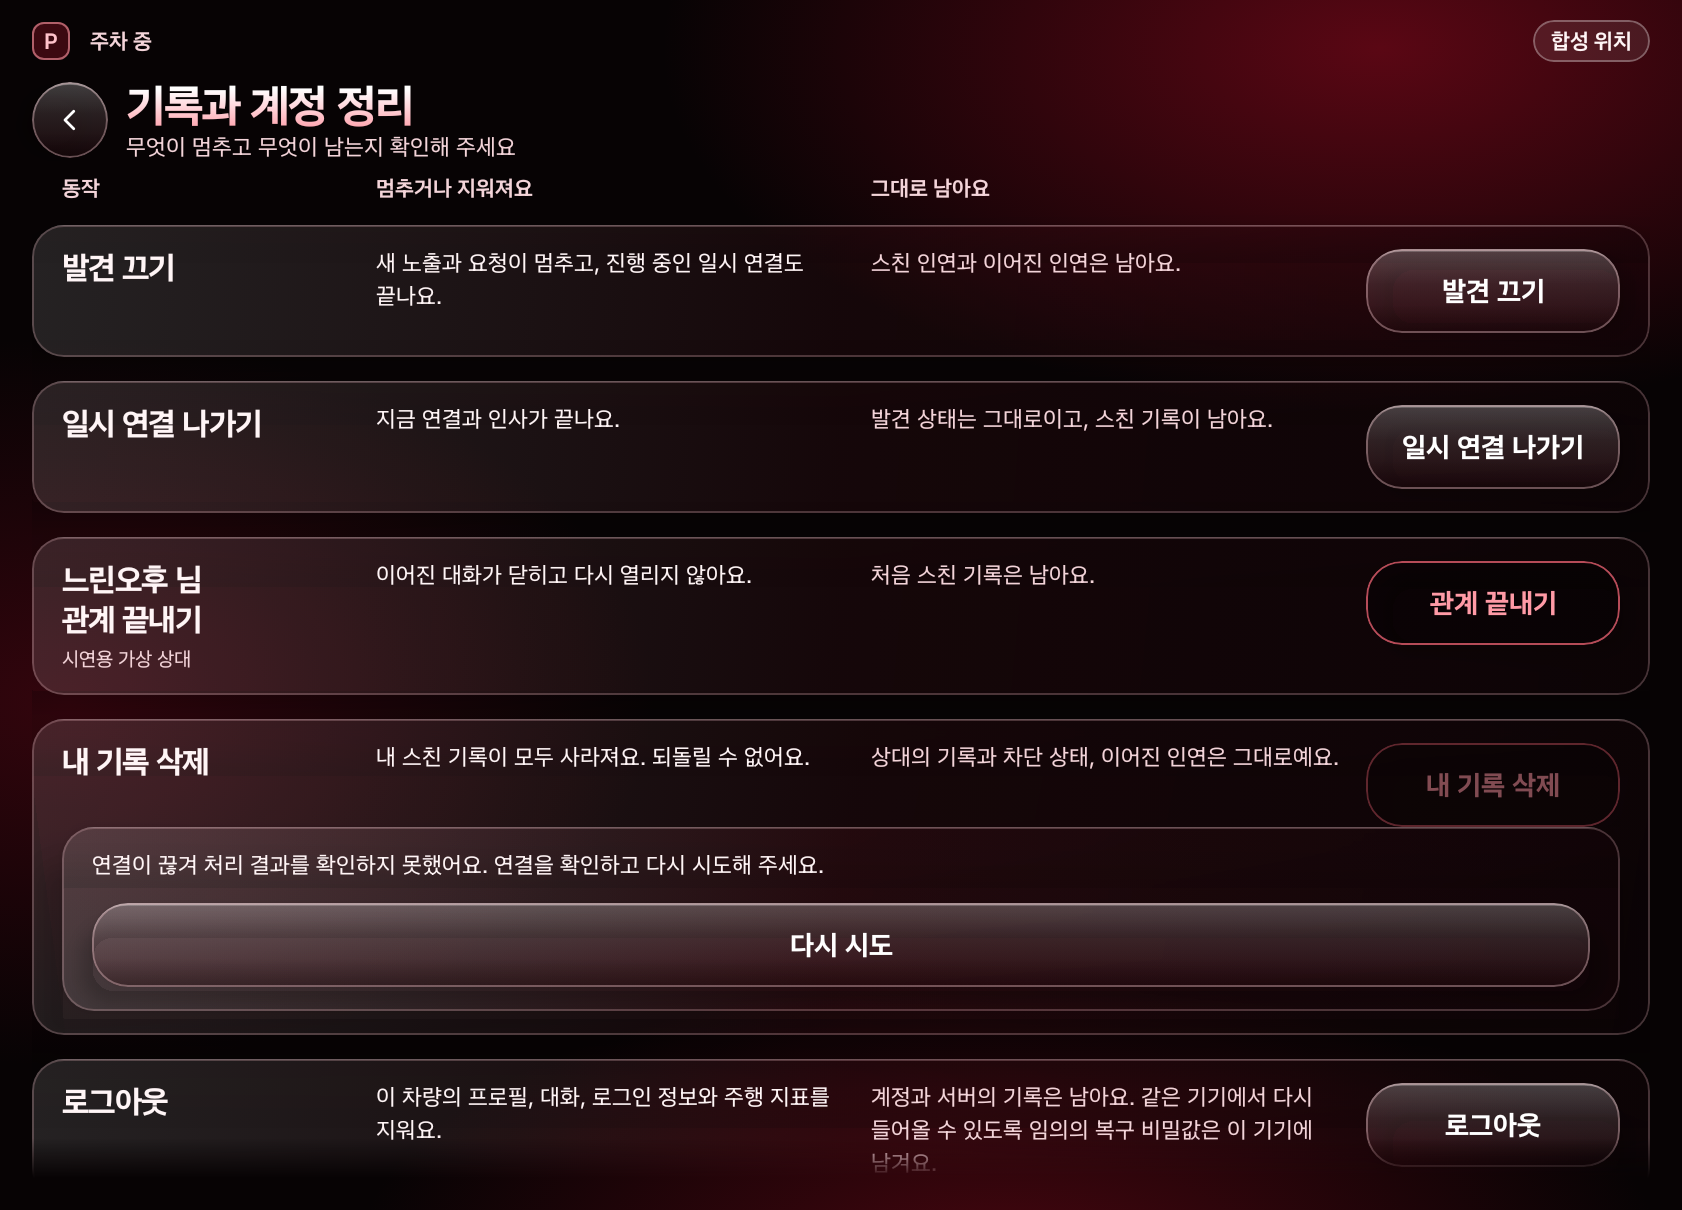 P 주차 중
합성 위치
기록과 계정 정리
무엇이 멈추고 무엇이 남는지 확인해 주세요
동작
멈추거나 지워져요
그대로 남아요
발견 끄기
새 노출과 요청이 멈추고, 진행 중인 일시 연결도
끝나요.
스친 인연과 이어진 인연은 남아요.
발견 끄기
일시 연결 나가기
지금 연결과 인사가 끝나요.
발견 상태는 그대로이고, 스친 기록이 남아요.
일시 연결 나가기
느린오후 님
관계 끝내기
시연용 가상 상대
이어진 대화가 닫히고 다시 열리지 않아요.
처음 스친 기록은 남아요.
관계 끝내기
내 기록 삭제
내 스친 기록이 모두 사라져요. 되돌릴 수 없어요.
상대의 기록과 차단 상태, 이어진 인연은 그대로예요.
내 기록 삭제
연결이 끊겨 처리 결과를 확인하지 못했어요. 연결을 확인하고 다시 시도해 주세요.
다시 시도
로그아웃
이 차량의 프로필, 대화, 로그인 정보와 주행 지표를
지워요.
계정과 서버의 기록은 남아요. 같은 기기에서 다시
들어올 수 있도록 임의의 복구 비밀값은 이 기기에
남겨요.
로그아웃